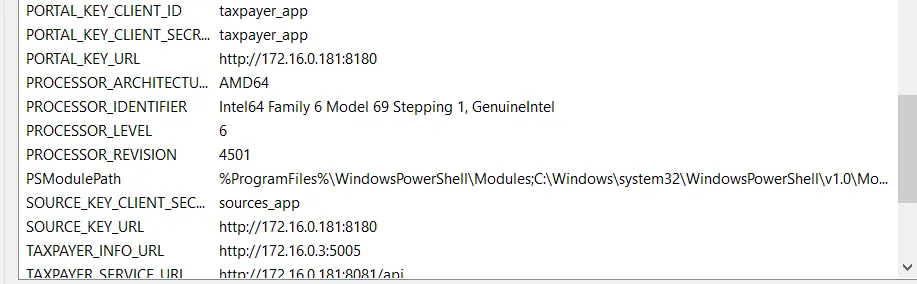 PORTAL_KEY_CLIENT_ID taxpayer_app
PORTAL_KEY_CLIENT_SECR... taxpayer_app
PORTAL_KEY_URL http://172.16.0.181:8180
PROCESSOR_ARCHITECTU... AMD64
PROCESSOR_IDENTIFIER Intel64 Family 6 Model 69 Stepping 1, GenuineIntel
PROCESSOR_LEVEL 6
PROCESSOR_REVISION 4501
PSModulePath %ProgramFiles%\WindowsPowerShell\Modules;C:\Windows\system32\WindowsPowerShell\v1.0\Mo...
SOURCE_KEY_CLIENT_SEC... sources_app
SOURCE_KEY_URL http://172.16.0.181:8180
TAXPAYER_INFO_URL http://172.16.0.3:5005
TAXPAYER_SERVICE_URL http://172.16.0.181:8081/api